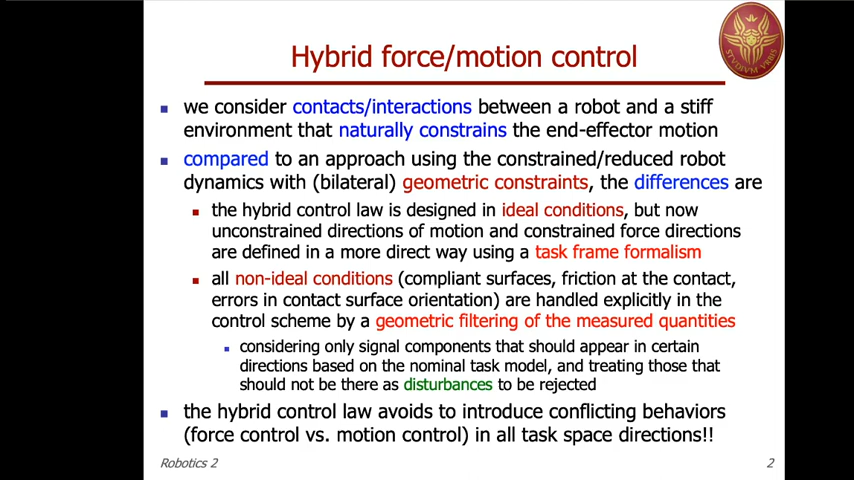 Hybrid force/motion control
STVDIVM VRBIS
we consider contacts/interactions between a robot and a stiff
environment that naturally constrains the end-effector motion
compared to an approach using the constrained/reduced robot
dynamics with (bilateral) geometric constraints, the differences are
the hybrid control law is designed in ideal conditions, but now
unconstrained directions of motion and constrained force directions
are defined in a more direct way using a task frame formalism
all non-ideal conditions (compliant surfaces, friction at the contact,
errors in contact surface orientation) are handled explicitly in the
control scheme by a geometric filtering of the measured quantities
considering only signal components that should appear in certain
directions based on the nominal task model, and treating those that
should not be there as disturbances to be rejected
the hybrid control law avoids to introduce conflicting behaviors
(force control vs. motion control) in all task space directions!!
Robotics 2
2